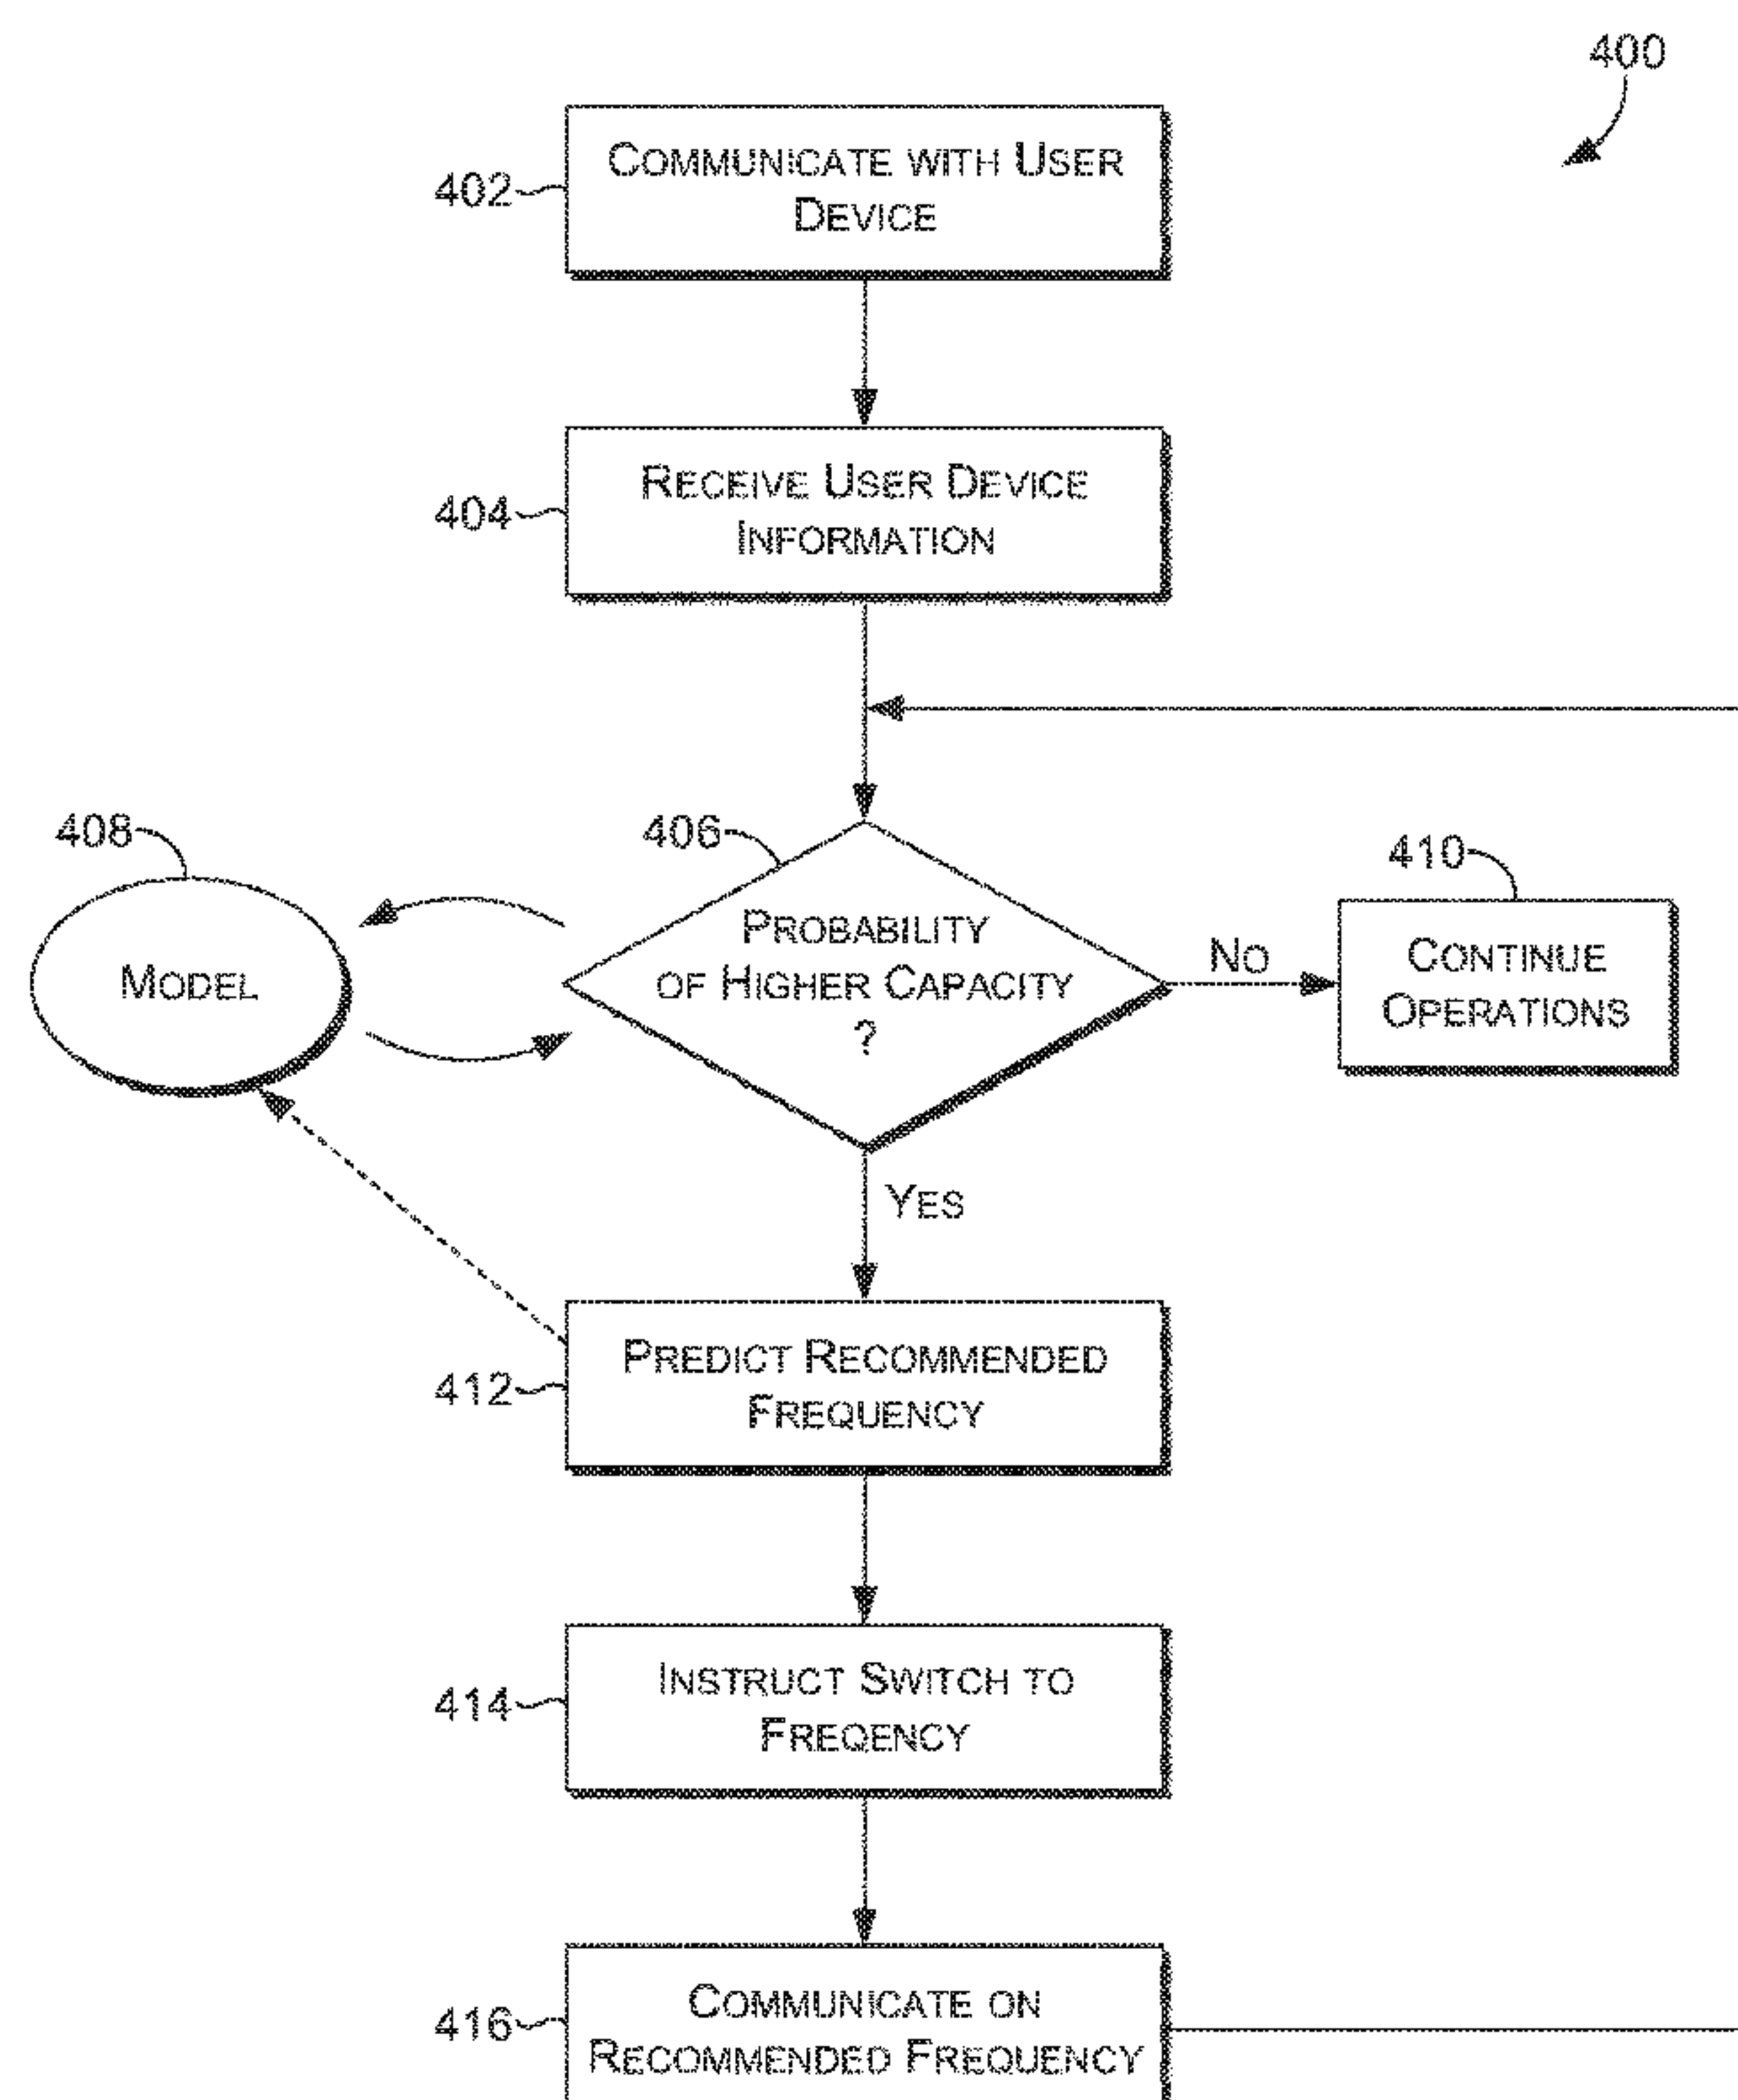 400
COMMUNICATE WITH USER
DEVICE
402
RECEIVE USER DEVICE
INFORMATION
404
408
406
410
MODEL
PROBABILITY
OF HIGHER CAPACITY
?
NO
CONTINUE
OPERATIONS
YES
PREDICT RECOMMENDED
FREQUENCY
412
INSTRUCT SWITCH TO
FREQENCY
414
COMMUNICATE ON
RECOMMENDED FREQUENCY
416